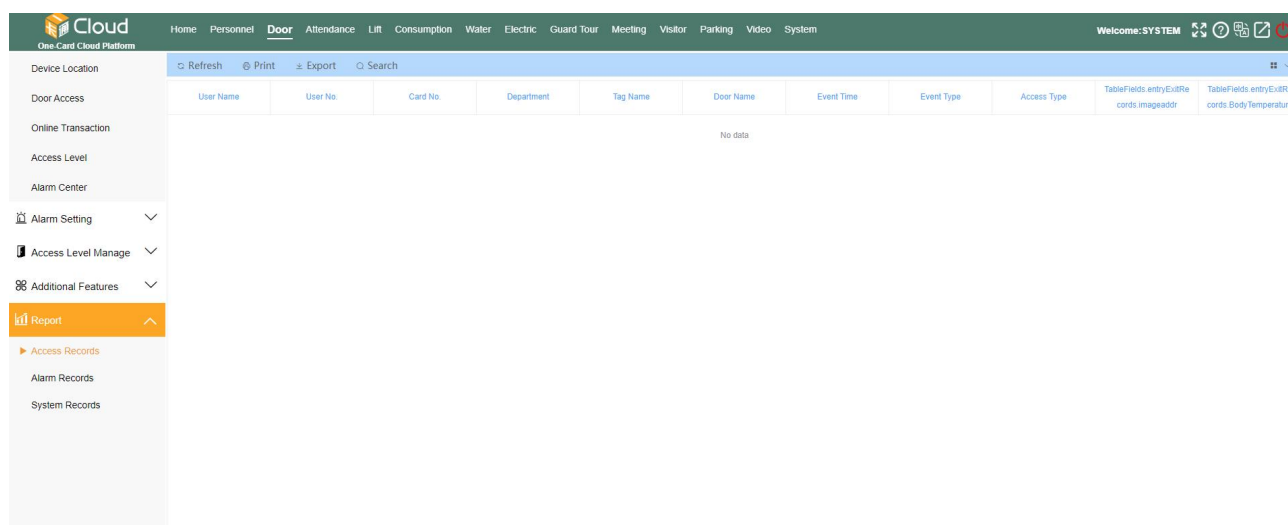 Cloud
One-Card Cloud Platform
Home Personnel Door Attendance Lift Consumption Water Electric Guard Tour Meeting Visitor Parking Video System
Welcome:SYSTEM
Device Location
Door Access
Online Transaction
Access Level
Alarm Center
Alarm Setting
Access Level Manage
Additional Features
Report
Access Records
Alarm Records
System Records
Refresh Print Export Search
User Name User No. Card No. Department Tag Name Door Name Event Time Event Type Access Type
TableFields.entryExitRe
cords.imageaddr
TableFields.entryExitR
cords.BodyTemperatur
No data